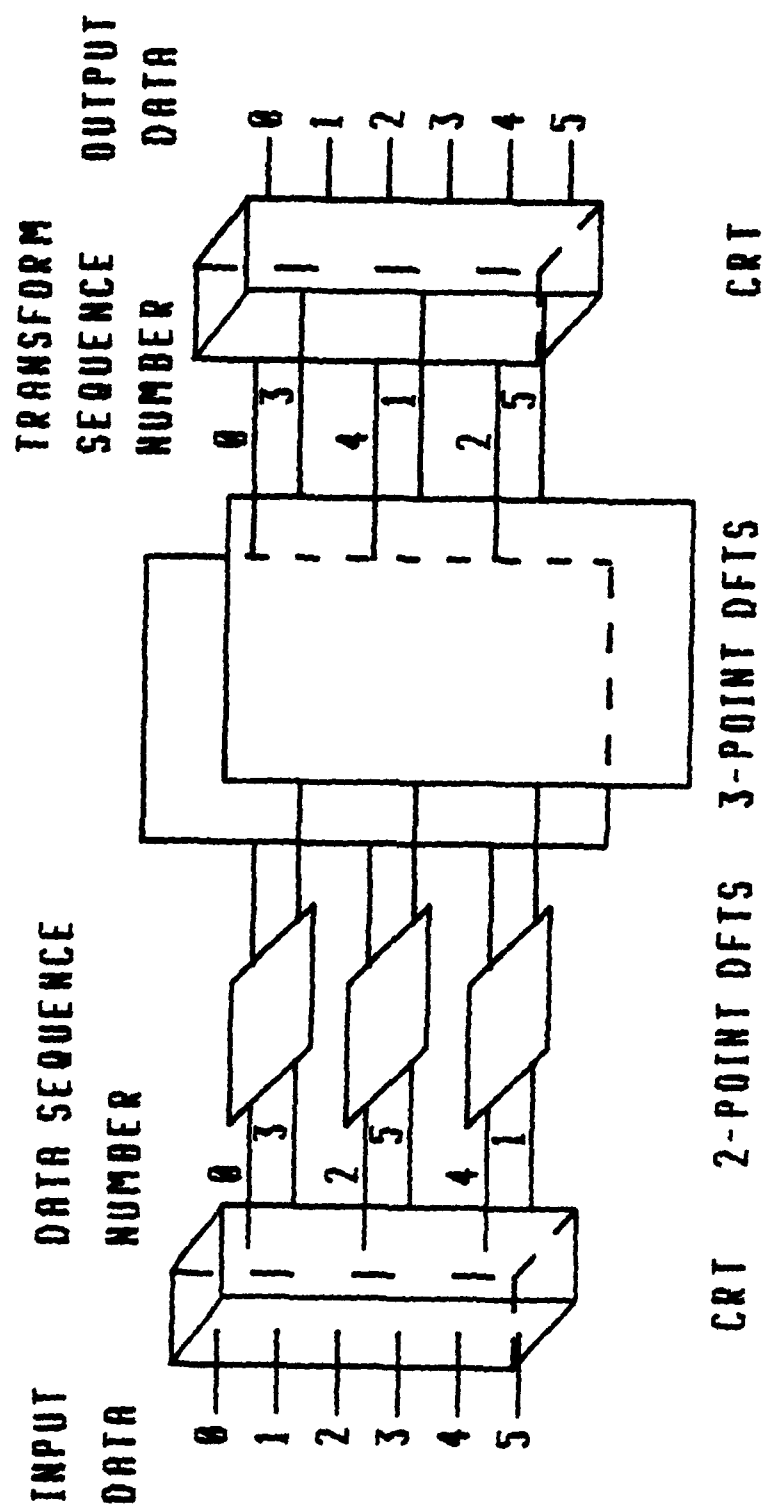 INPUT
DATA
DATA SEQUENCE
NUMBER
TRANSFORM
SEQUENCE
NUMBER
OUTPUT
DATA
0
1
2
3
4
5
0
3
2
5
4
1
0
3
4
1
2
5
0
1
2
3
4
5
CRT
2-POINT DFTS
3-POINT DFTS
CRT